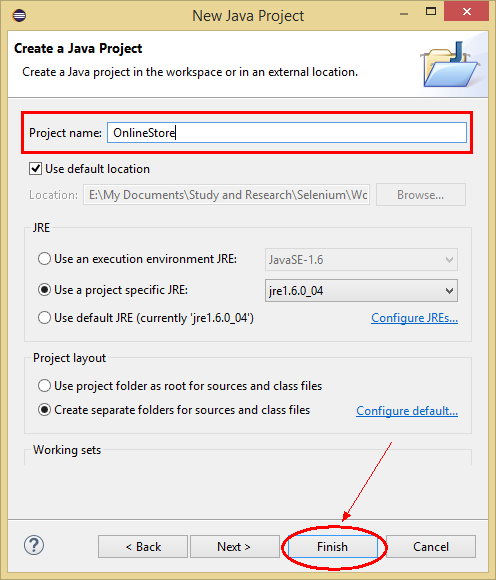 New Java Project
Create a Java Project
Create a Java project in the workspace or in an external location.
Project name: OnlineStore
Use default location
Location: E:\My Documents\Study and Research\Selenium\Wc Browse...
JRE
Use an execution environment JRE: JavaSE-1.6
Use a project specific JRE: jre1.6.0_04
Use default JRE (currently 'jre1.6.0_04') Configure JREs...
Project layout
Use project folder as root for sources and class files
Create separate folders for sources and class files Configure default...
Working sets
? < Back Next > Finish Cancel